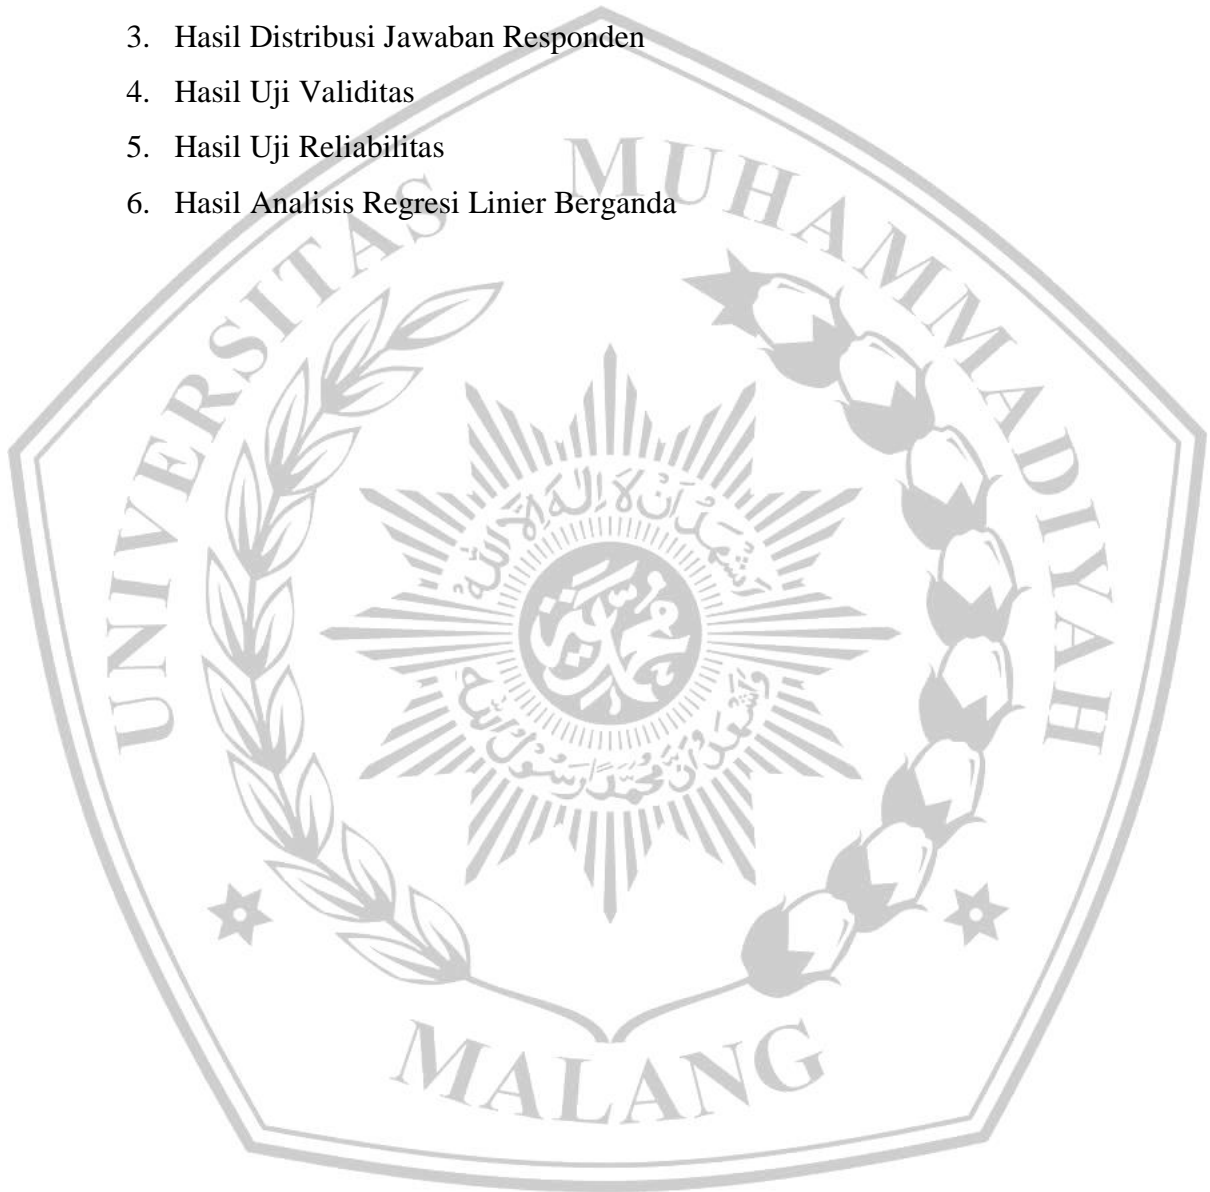 3. Hasil Distribusi Jawaban Responden
4. Hasil Uji Validitas
5. Hasil Uji Reliabilitas
6. Hasil Analisis Regresi Linier Berganda
UNIVERSITAS MUHAMMADIYAH
MALANG